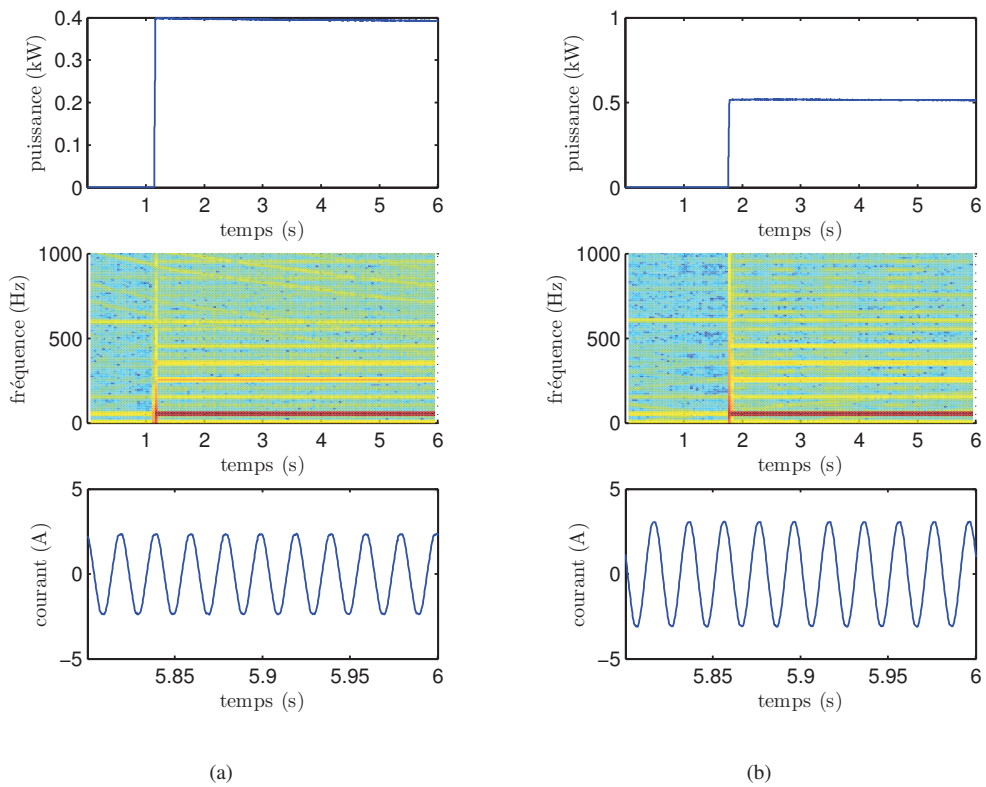 0.4
0.3
0.2
0.1
0
puissance (kW)
1 2 3 4 5 6
temps (s)
1
0.5
0
puissance (kW)
1 2 3 4 5 6
temps (s)
1000
500
0
fréquence (Hz)
1 2 3 4 5 6
temps (s)
1000
500
0
fréquence (Hz)
1 2 3 4 5 6
temps (s)
5
0
−5
courant (A)
5.85 5.9 5.95 6
temps (s)
5
0
−5
courant (A)
5.85 5.9 5.95 6
temps (s)
(a)
(b)